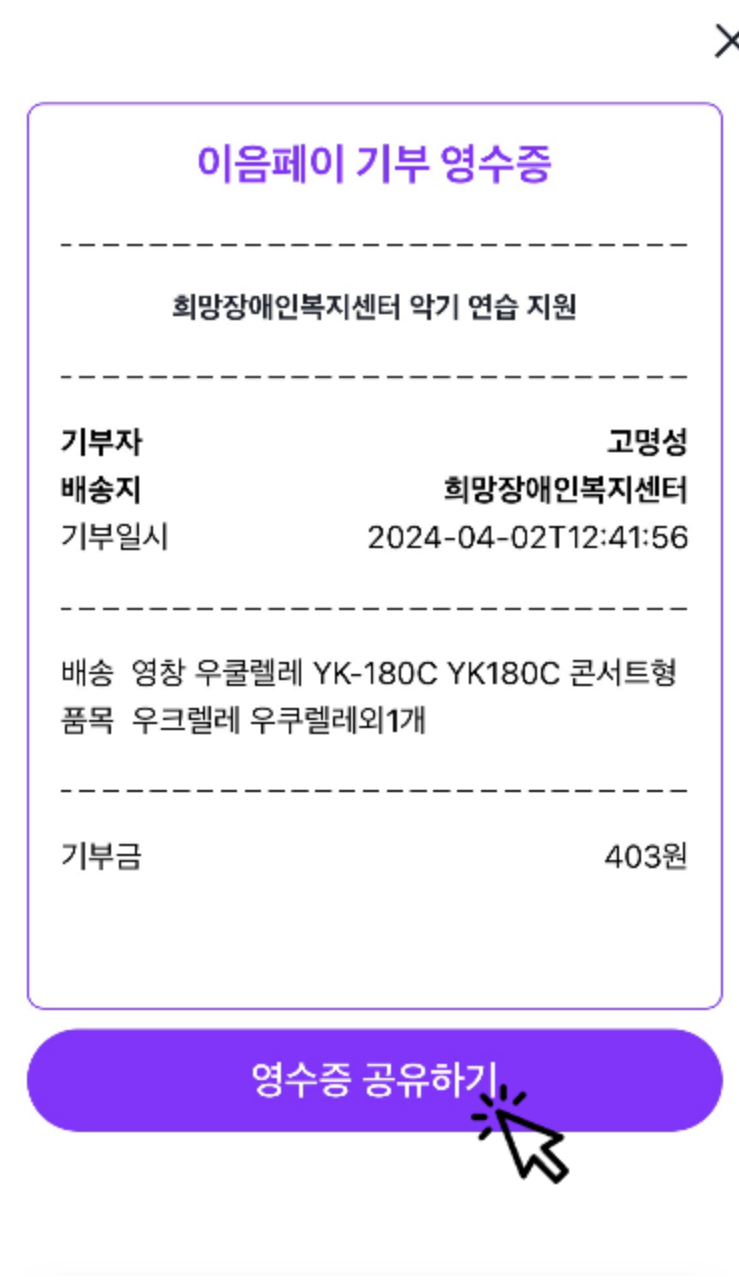 이음페이 기부 영수증
희망장애인복지센터 악기 연습 지원
기부자 고명성
배송지 희망장애인복지센터
기부일시 2024-04-02T12:41:56
배송 영창 우쿨렐레 YK-180C YK180C 콘서트형
품목 우크렐레 우쿠렐레외1개
기부금 403원
영수증 공유하기